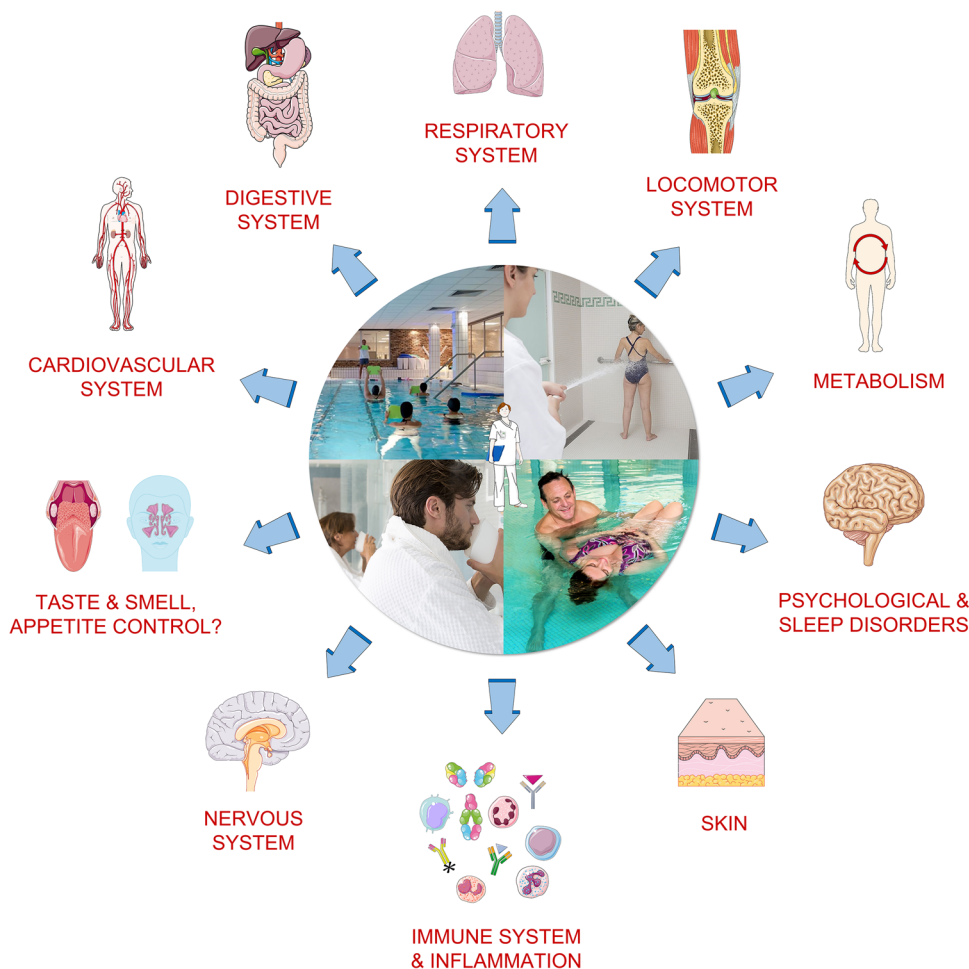 RESPIRATORY
SYSTEM
LOCOMOTOR
SYSTEM
METABOLISM
PSYCHOLOGICAL &
SLEEP DISORDERS
SKIN
IMMUNE SYSTEM
& INFLAMMATION
NERVOUS
SYSTEM
TASTE & SMELL,
APPETITE CONTROL?
CARDIOVASCULAR
SYSTEM
DIGESTIVE
SYSTEM
*